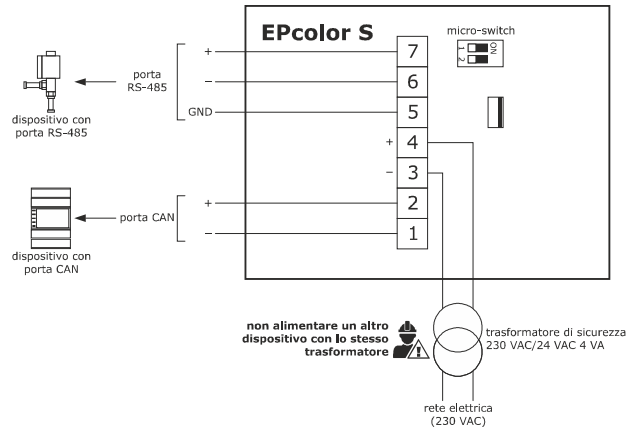 EPcolor S
micro-switch
1
2
ON
+
7
porta
RS-485
−
6
GND
5
dispositivo con
porta RS-485
+
4
−
3
+
2
porta CAN
−
1
dispositivo con
porta CAN
non alimentare un altro
dispositivo con lo stesso
trasformatore
trasformatore di sicurezza
230 VAC/24 VAC 4 VA
rete elettrica
(230 VAC)